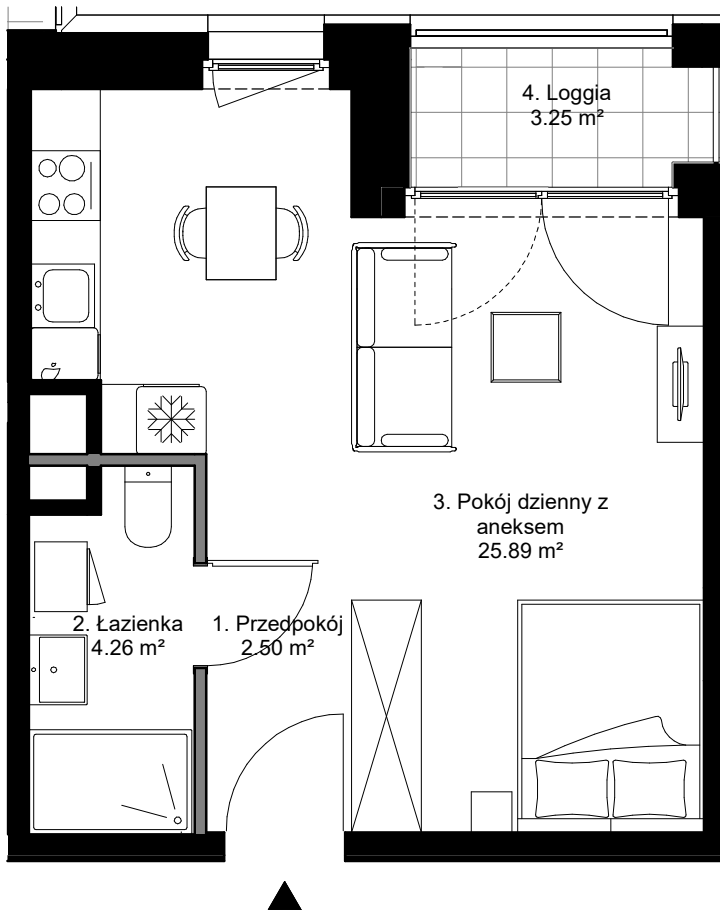 4. Loggia
3.25 m²
3. Pokój dzienny z
aneksem
25.89 m²
2. Łazienka
4.26 m²
1. Przedpokój
2.50 m²